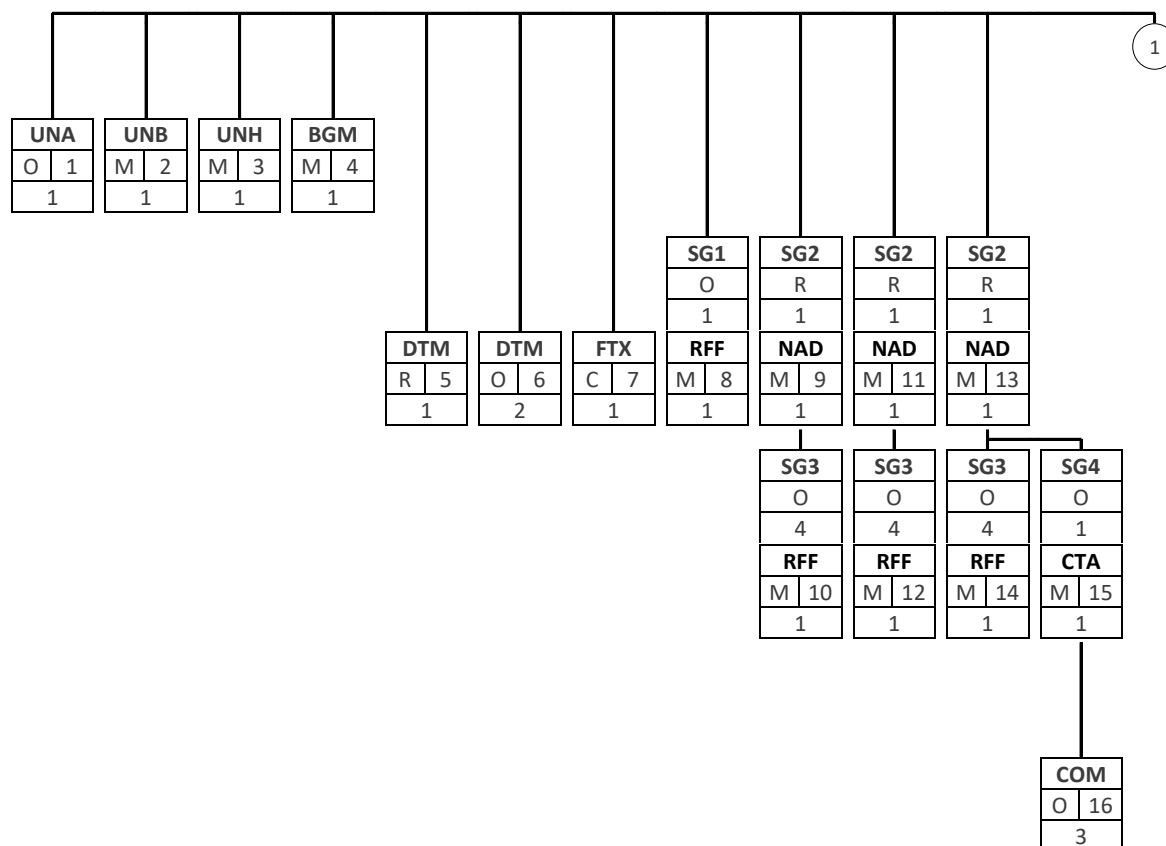 1
UNA UNB UNH BGM
O 1 M 2 M 3 M 4
1 1 1 1
SG1 SG2 SG2 SG2
O R R R
1 1 1 1
DTM DTM FTX RFF NAD NAD NAD
R 5 O 6 C 7 M 8 M 9 M 11 M 13
1 2 1 1 1 1 1
SG3 SG3 SG3 SG4
O O O O
4 4 4 1
RFF RFF RFF CTA
M 10 M 12 M 14 M 15
1 1 1 1
COM
O 16
3